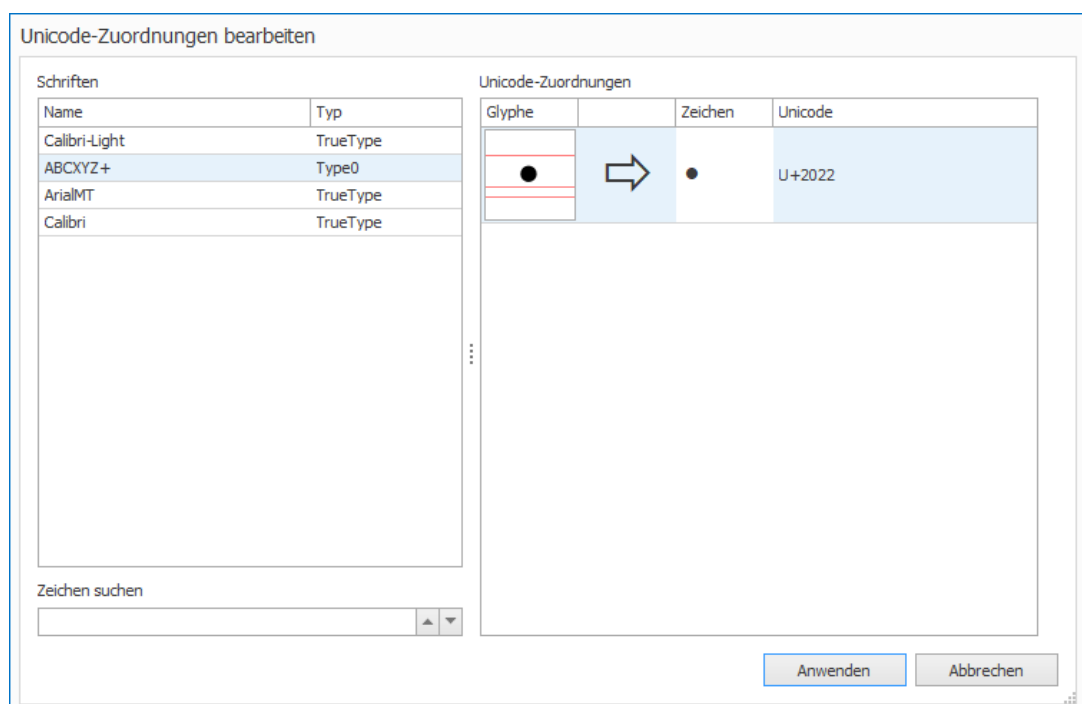 Unicode-Zuordnungen bearbeiten
Schriften
Name Typ
Calibri-Light TrueType
ABCXYZ+ Type0
ArialMT TrueType
Calibri TrueType
Zeichen suchen
Unicode-Zuordnungen
Glyphe Zeichen Unicode
● ⇨ ● U+2022
Anwenden Abbrechen